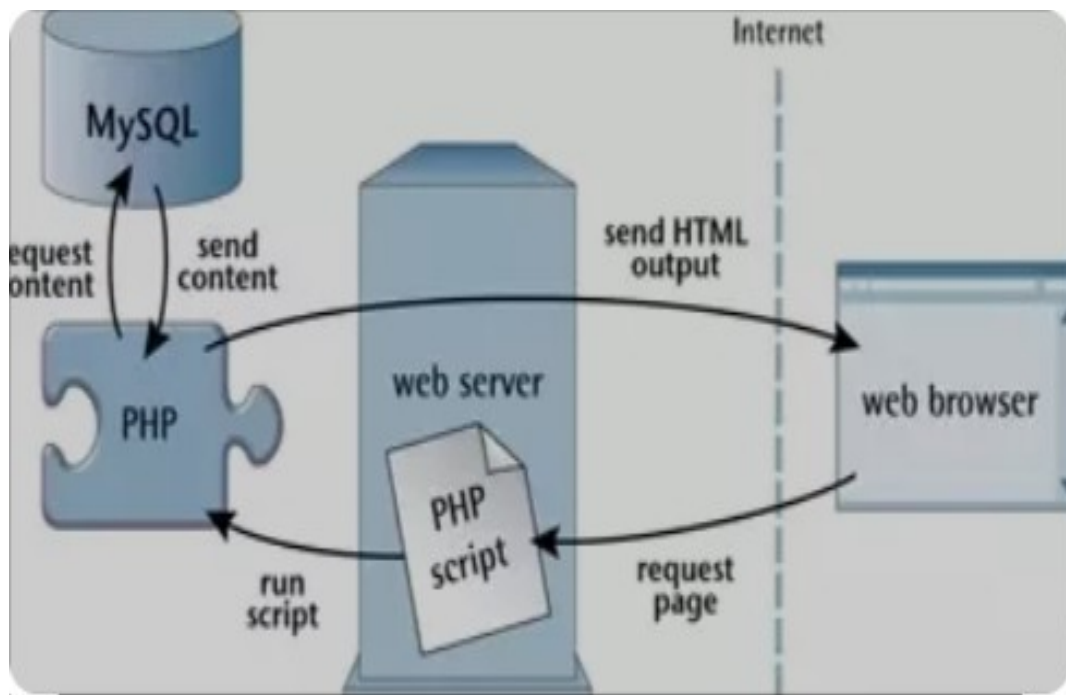 Internet
MySQL
equest
ontent
send
content
send HTML
output
web server
web browser
PHP
PHP
script
run
script
request
page